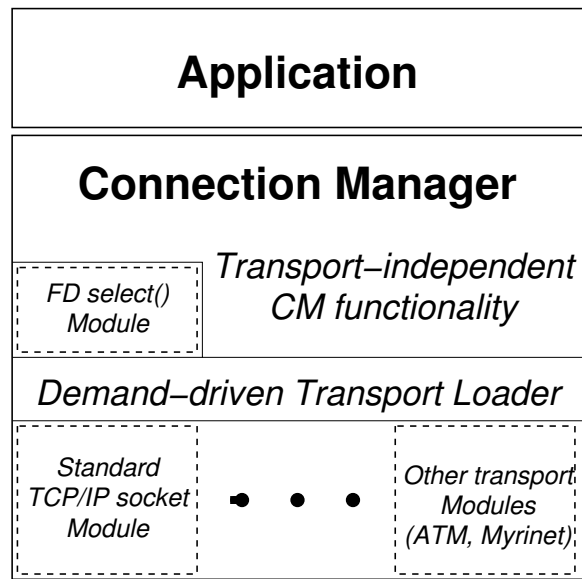 Application
Connection Manager
Transport–independent
CM functionality
FD select()
Module
Demand–driven Transport Loader
Standard
TCP/IP socket
Module
Other transport
Modules
(ATM, Myrinet)